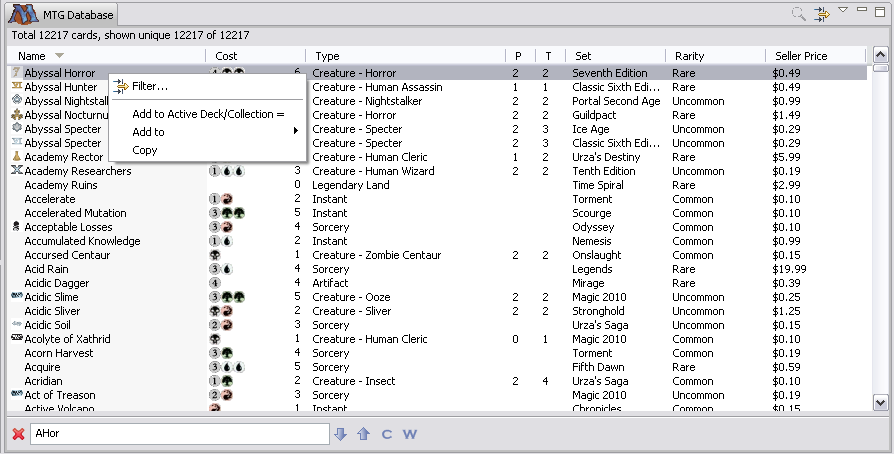 MTG Database
Total 12217 cards, shown unique 12217 of 12217
Name Cost Type P T Set Rarity Seller Price
Abyssal Horror 4 6 Creature - Horror 2 2 Seventh Edition Rare $0.49
Abyssal Hunter Creature - Human Assassin 1 1 Classic Sixth Edi... Rare $0.49
Abyssal Nightstall Creature - Nightstalker 2 2 Portal Second Age Uncommon $0.99
Abyssal Nocturnu Creature - Horror 2 2 Guildpact Rare $1.49
Abyssal Specter Creature - Specter 2 3 Ice Age Uncommon $0.29
Abyssal Specter Creature - Specter 2 3 Classic Sixth Edi... Uncommon $0.29
Academy Rector Creature - Human Cleric 1 2 Urza's Destiny Rare $5.99
Academy Researchers 1 3 Creature - Human Wizard 2 2 Tenth Edition Uncommon $0.19
Academy Ruins 0 Legendary Land Time Spiral Rare $2.99
Accelerate 1 2 Instant Torment Common $0.10
Accelerated Mutation 3 5 Instant Scourge Common $0.10
Acceptable Losses 3 4 Sorcery Odyssey Common $0.10
Accumulated Knowledge 1 2 Instant Nemesis Common $0.99
Accursed Centaur 1 Creature - Zombie Centaur 2 2 Onslaught Common $0.15
Acid Rain 3 4 Sorcery Legends Rare $19.99
Acidic Dagger 4 4 Artifact Mirage Rare $0.39
Acidic Slime 3 5 Creature - Ooze 2 2 Magic 2010 Uncommon $0.25
Acidic Sliver 2 Creature - Sliver 2 2 Stronghold Uncommon $1.25
Acidic Soil 2 3 Sorcery Urza's Saga Uncommon $0.15
Acolyte of Xathrid 1 Creature - Human Cleric 0 1 Magic 2010 Common $0.10
Acorn Harvest 3 4 Sorcery Torment Common $0.19
Acquire 3 5 Sorcery Fifth Dawn Rare $0.59
Acridian 1 2 Creature - Insect 2 4 Urza's Saga Common $0.10
Act of Treason 2 3 Sorcery Magic 2010 Uncommon $0.19
Active Volcano 1 Instant Chronicles Common $0.15
Filter...
Add to Active Deck/Collection =
Add to
Copy
AHor C W